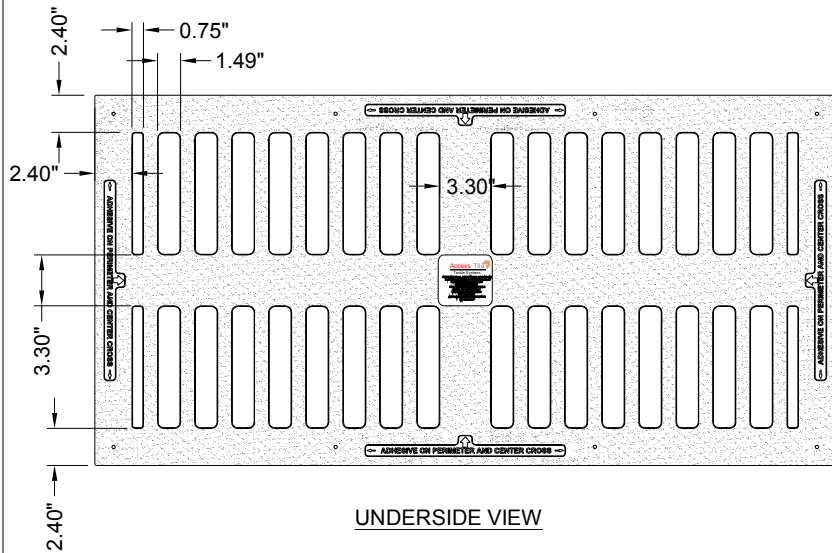 2.40"
0.75"
1.49"
ADHESIVE ON PERIMETER AND CENTER CROSS
2.40"
3.30"
ADHESIVE ON PERIMETER AND CENTER CROSS
ADHESIVE ON PERIMETER AND CENTER CROSS
Access Tile
Tactile Systems
3.30"
ADHESIVE ON PERIMETER AND CENTER CROSS
2.40"
UNDERSIDE VIEW